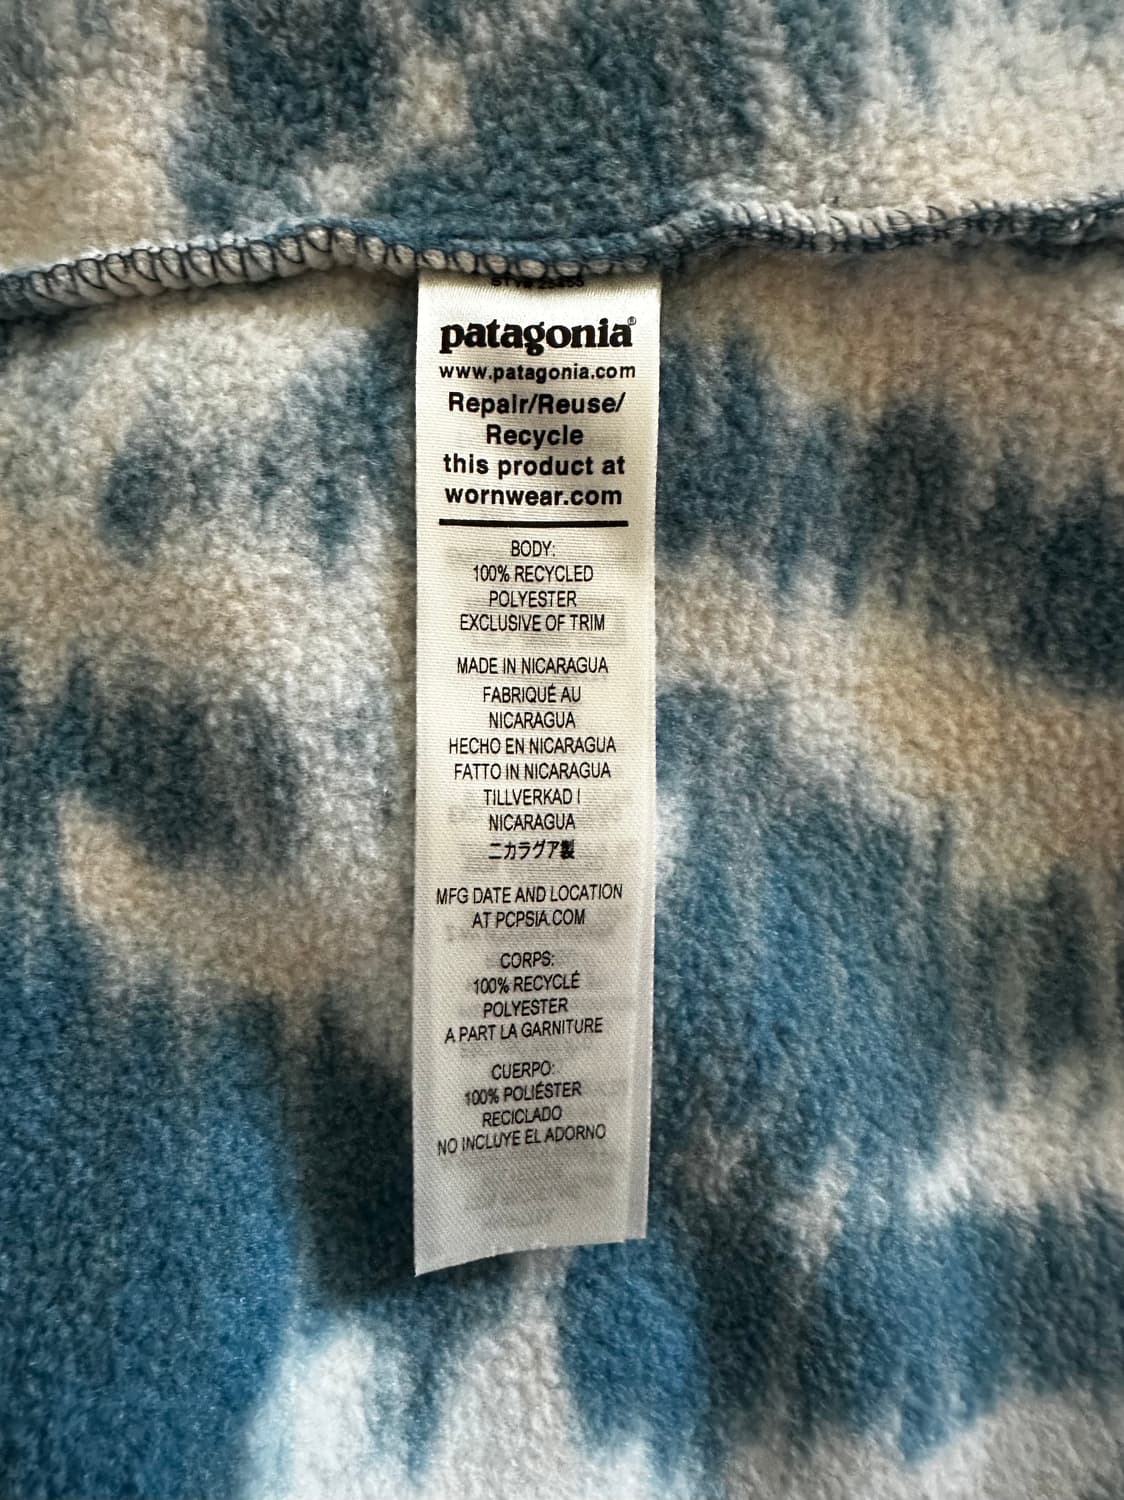 patagonia®
www.patagonia.com
Repair/Reuse/
Recycle
this product at
wornwear.com
BODY:
100% RECYCLED
POLYESTER
EXCLUSIVE OF TRIM
MADE IN NICARAGUA
FABRIQUÉ AU
NICARAGUA
HECHO EN NICARAGUA
FATTO IN NICARAGUA
TILLVERKAD I
NICARAGUA
ニカラグア製
MFG DATE AND LOCATION
AT PCPSIA.COM
CORPS:
100% RECYCLÉ
POLYESTER
A PART LA GARNITURE
CUERPO:
100% POLIÉSTER
RECICLADO
NO INCLUYE EL ADORNO